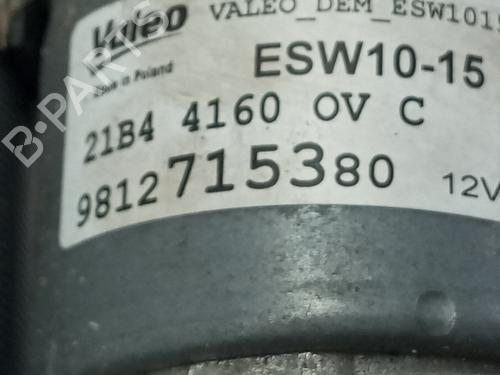 Valeo VALEO_DEM_ESW1015
Made in Poland
ESW10-15
21B4 4160 OV C
9812715380 12V
B-PARTS